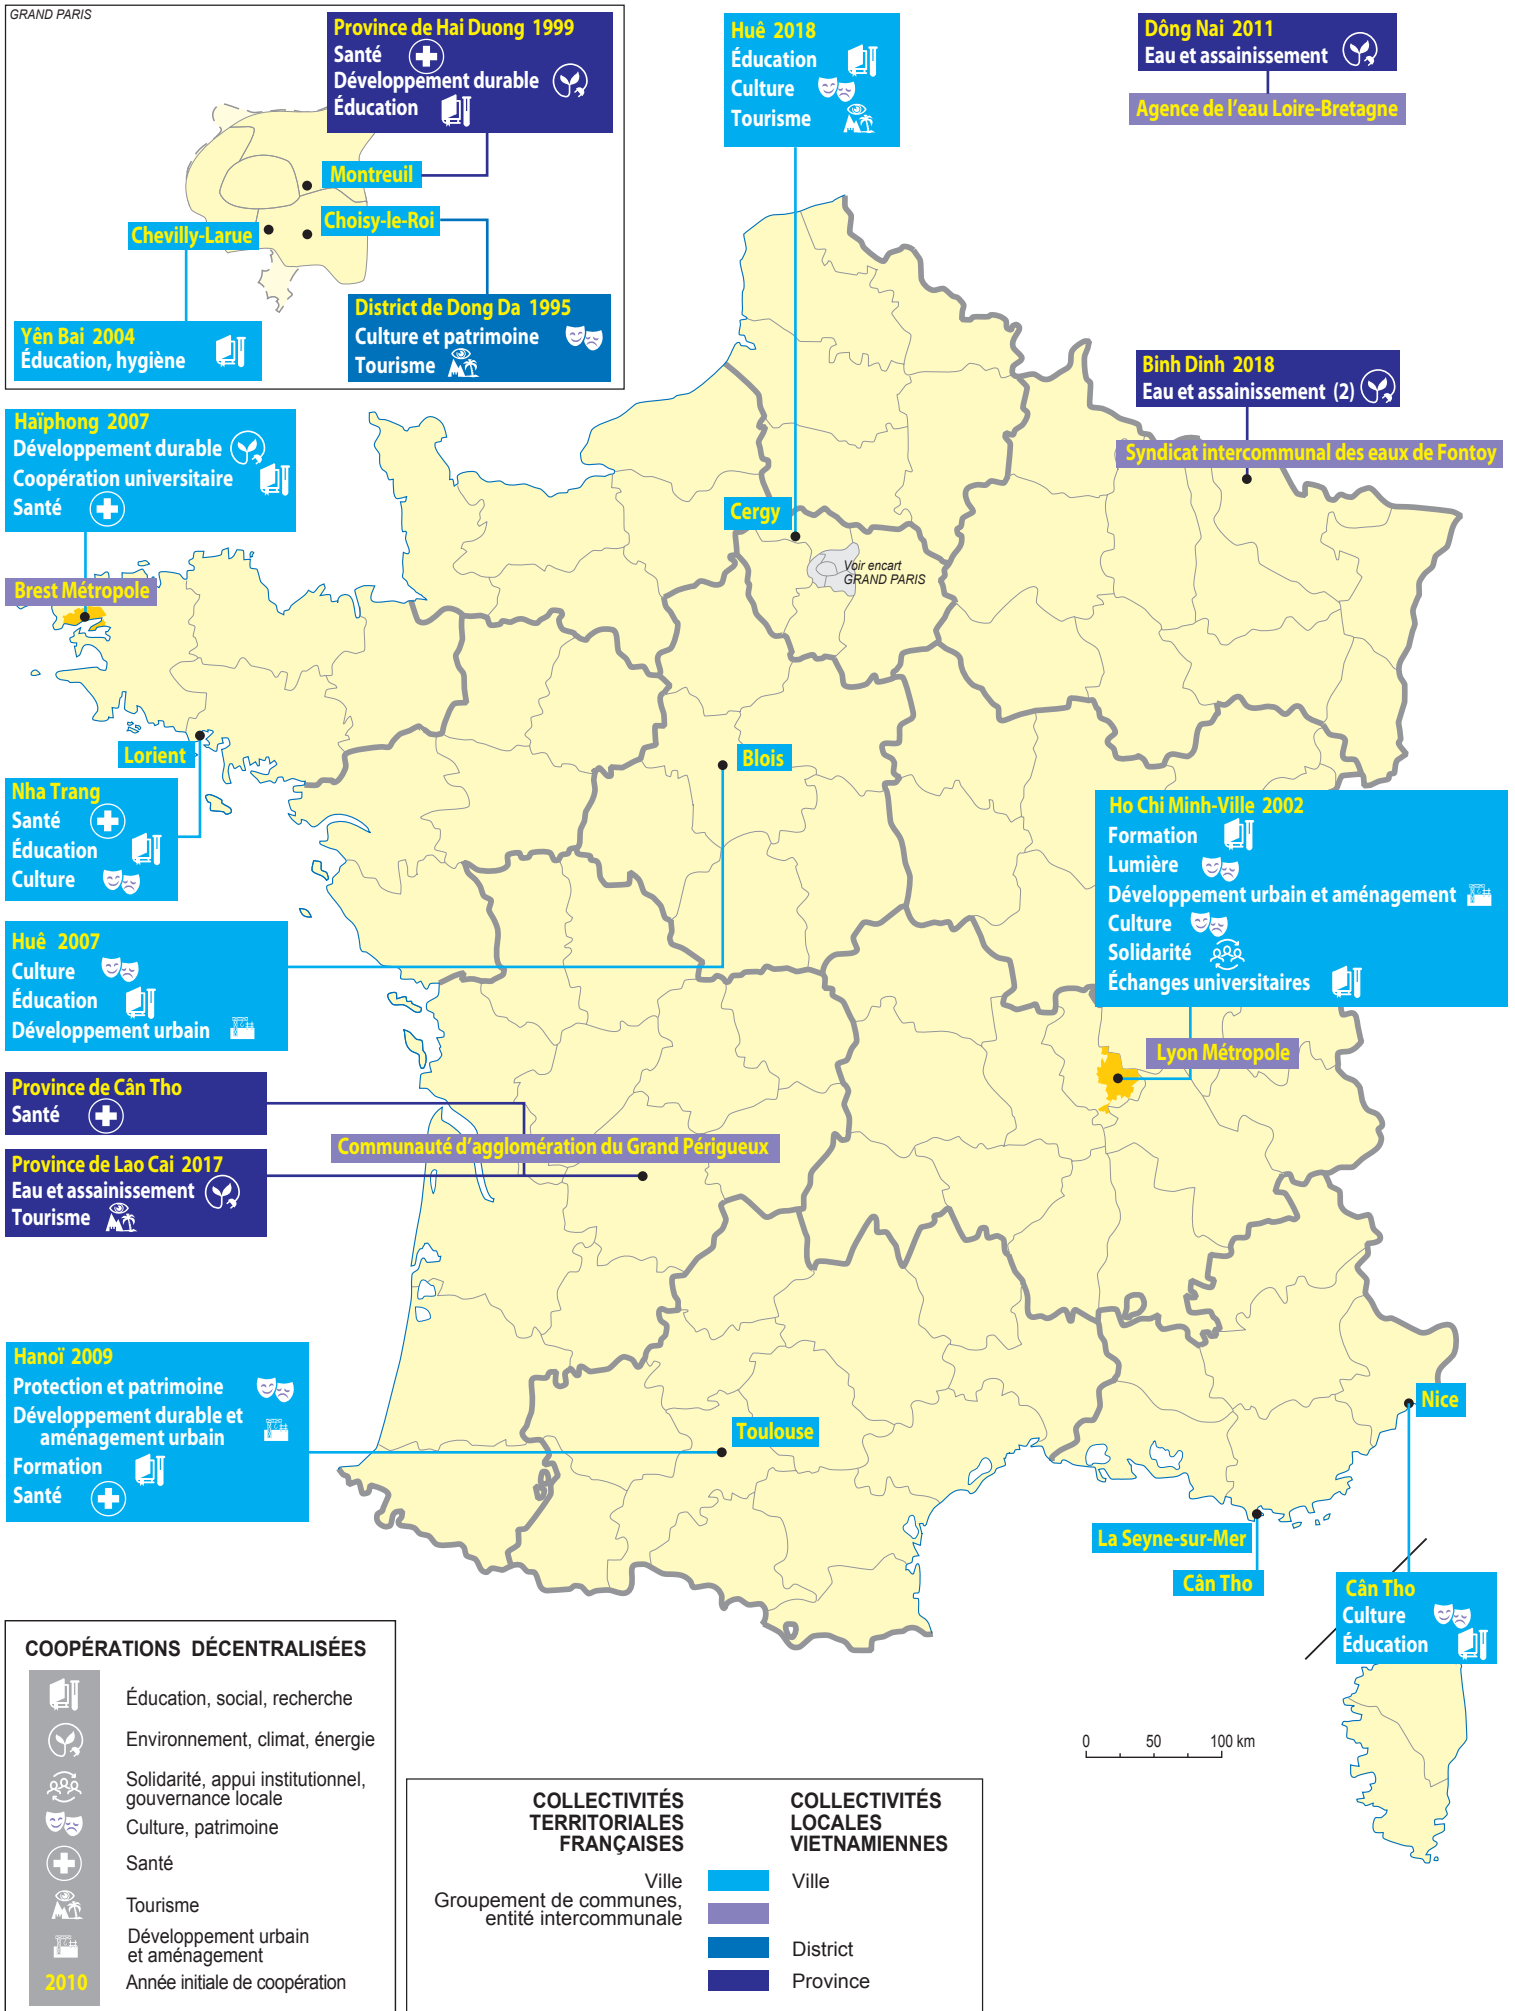 GRAND PARIS
Province de Hai Duong 1999
Santé
Développement durable
Éducation
Montreuil
Choisy-le-Roi
Chevilly-Larue
Yên Bai 2004
Éducation, hygiène
District de Dong Da 1995
Culture et patrimoine
Tourisme
Huê 2018
Éducation
Culture
Tourisme
Dông Nai 2011
Eau et assainissement
Agence de l'eau Loire-Bretagne
Binh Dinh 2018
Eau et assainissement (2)
Syndicat intercommunal des eaux de Fontoy
Haïphong 2007
Développement durable
Coopération universitaire
Santé
Brest Métropole
Cergy
Voir encart
GRAND PARIS
Lorient
Nha Trang
Santé
Éducation
Culture
Blois
Huê 2007
Culture
Éducation
Développement urbain
Ho Chi Minh-Ville 2002
Formation
Lumière
Développement urbain et aménagement
Culture
Solidarité
Échanges universitaires
Lyon Métropole
Province de Cân Tho
Santé
Communauté d'agglomération du Grand Périgueux
Province de Lao Cai 2017
Eau et assainissement
Tourisme
Hanoï 2009
Protection et patrimoine
Développement durable et
aménagement urbain
Formation
Santé
Toulouse
Nice
La Seyne-sur-Mer
Cân Tho
Cân Tho
Culture
Éducation
COOPÉRATIONS DÉCENTRALISÉES
Éducation, social, recherche
Environnement, climat, énergie
Solidarité, appui institutionnel,
gouvernance locale
Culture, patrimoine
Santé
Tourisme
Développement urbain
et aménagement
2010 Année initiale de coopération
0 50 100 km
COLLECTIVITÉS
TERRITORIALES
FRANÇAISES
COLLECTIVITÉS
LOCALES
VIETNAMIENNES
Ville Ville
Groupement de communes,
entité intercommunale
District
Province